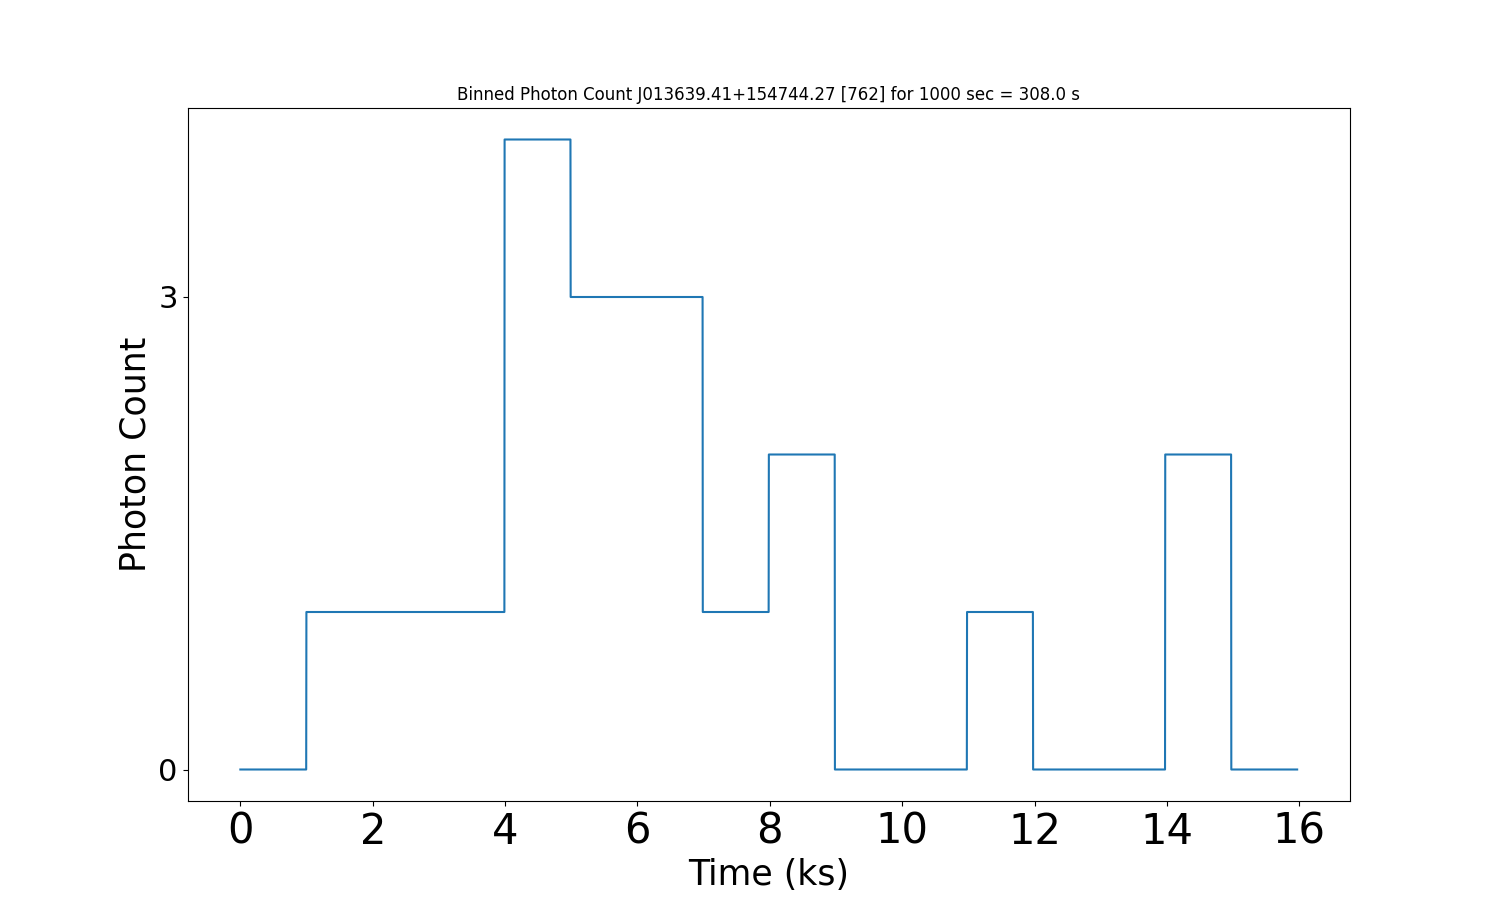 Binned Photon Count J013639.41+154744.27 [762] for 1000 sec = 308.0 s
3
0
Photon Count
0 2 4 6 8 10 12 14 16
Time (ks)